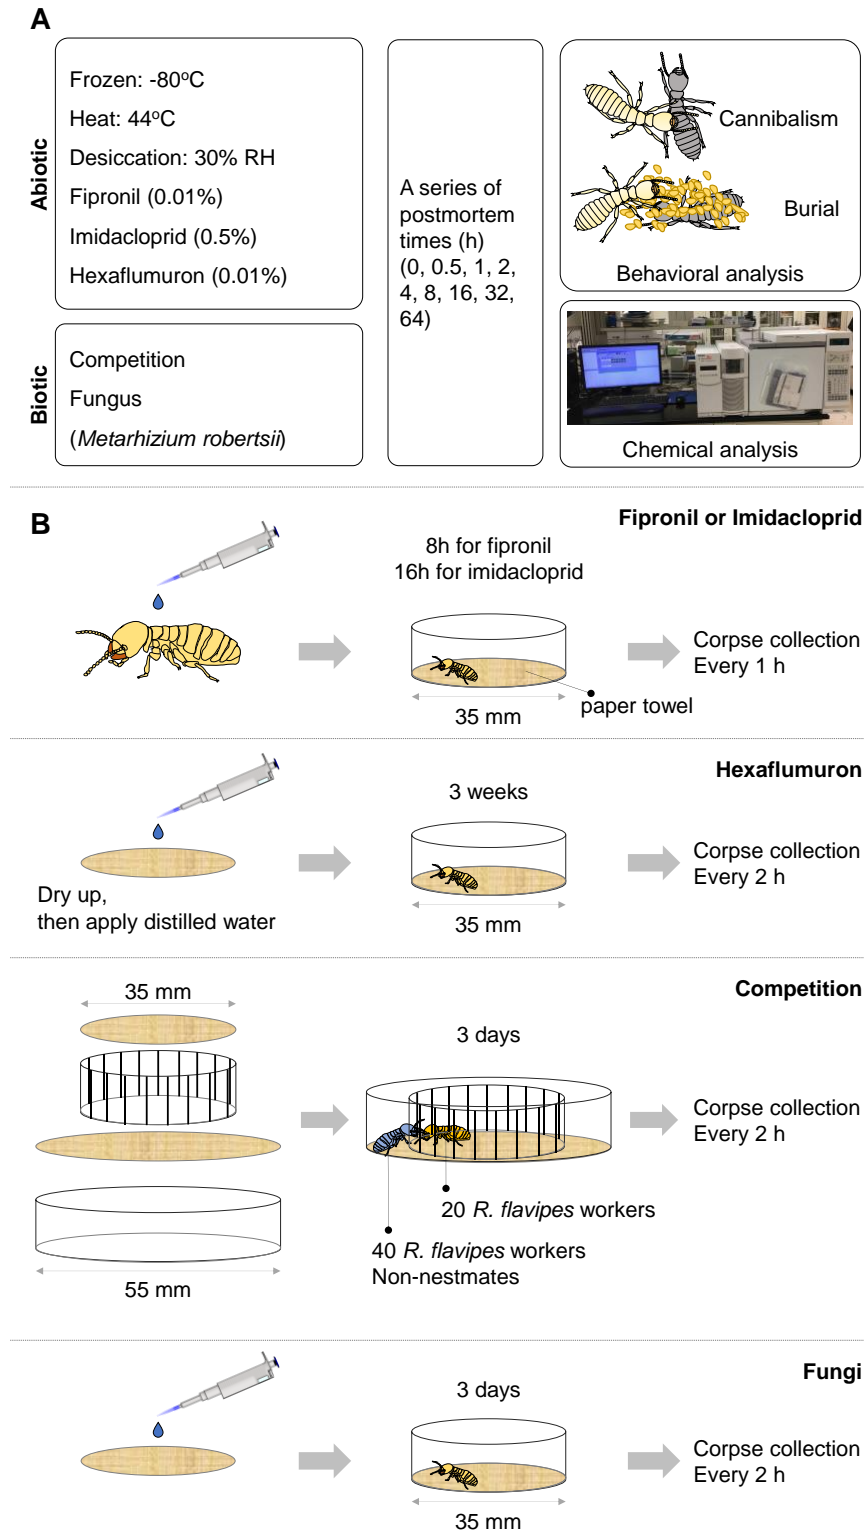 A
Abiotic
Frozen: -80°C
Heat: 44°C
Desiccation: 30% RH
Fipronil (0.01%)
Imidacloprid (0.5%)
Hexaflumuron (0.01%)
Biotic
Competition
Fungus
(Metarhizium robertsii)
A series of
postmortem
times (h)
(0, 0.5, 1, 2,
4, 8, 16, 32,
64)
Cannibalism
Burial
Behavioral analysis
Chemical analysis
B
Fipronil or Imidacloprid
8h for fipronil
16h for imidacloprid
Corpse collection
Every 1 h
paper towel
35 mm
Hexaflumuron
3 weeks
Corpse collection
Every 2 h
Dry up,
then apply distilled water
35 mm
Competition
35 mm
3 days
Corpse collection
Every 2 h
20 R. flavipes workers
40 R. flavipes workers
Non-nestmates
55 mm
Fungi
3 days
Corpse collection
Every 2 h
35 mm